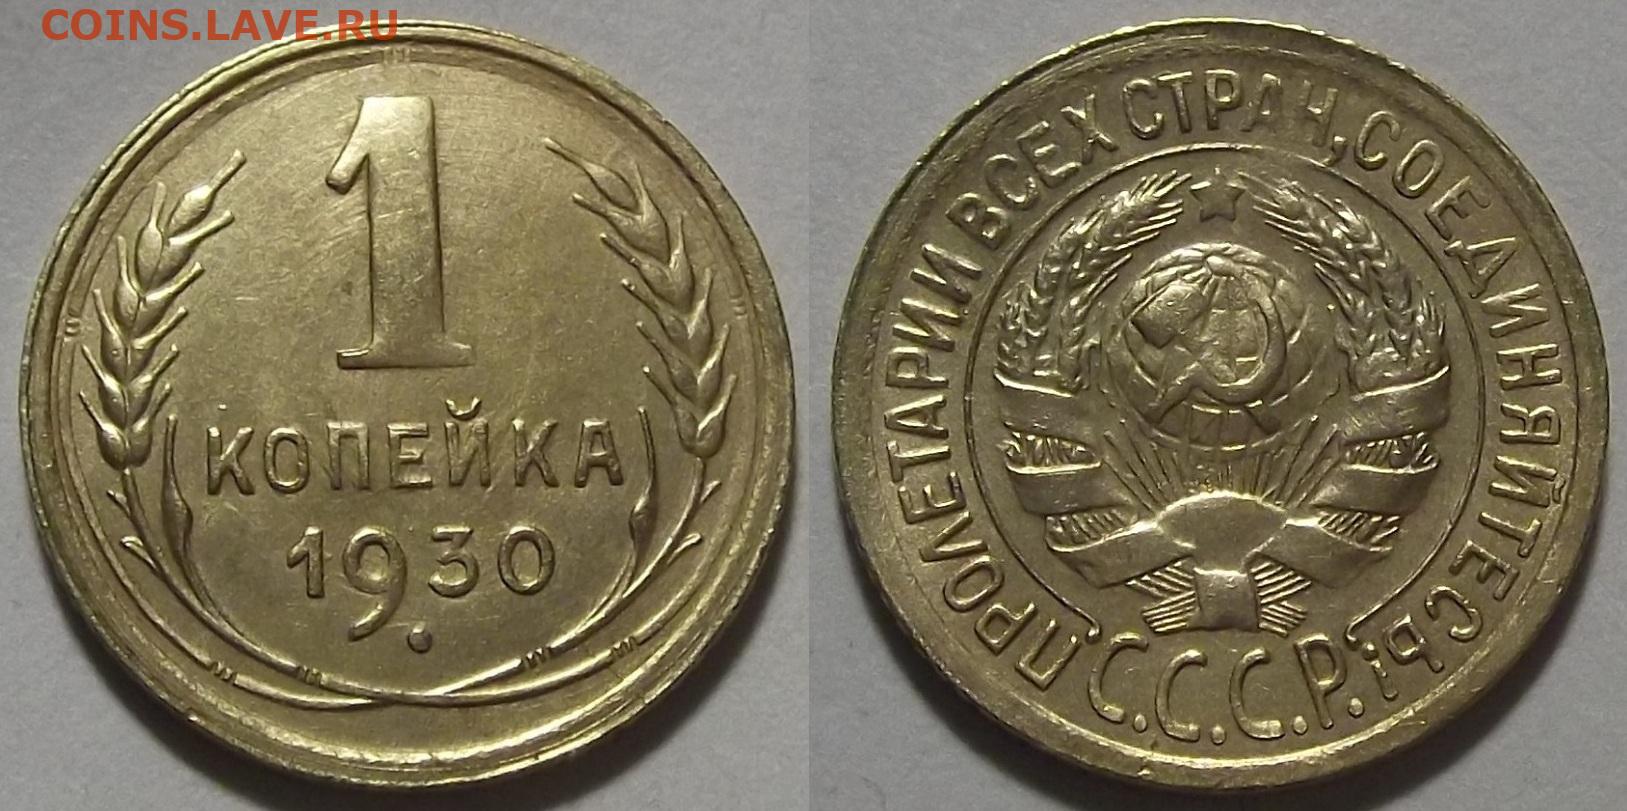 COINS.LAVE.RU
1
КОПЕЙКА
1930.
ПРОЛЕТАРИИ ВСЕХ СТРАН, СОЕДИНЯЙТЕСЬ!
С.С.С.Р.